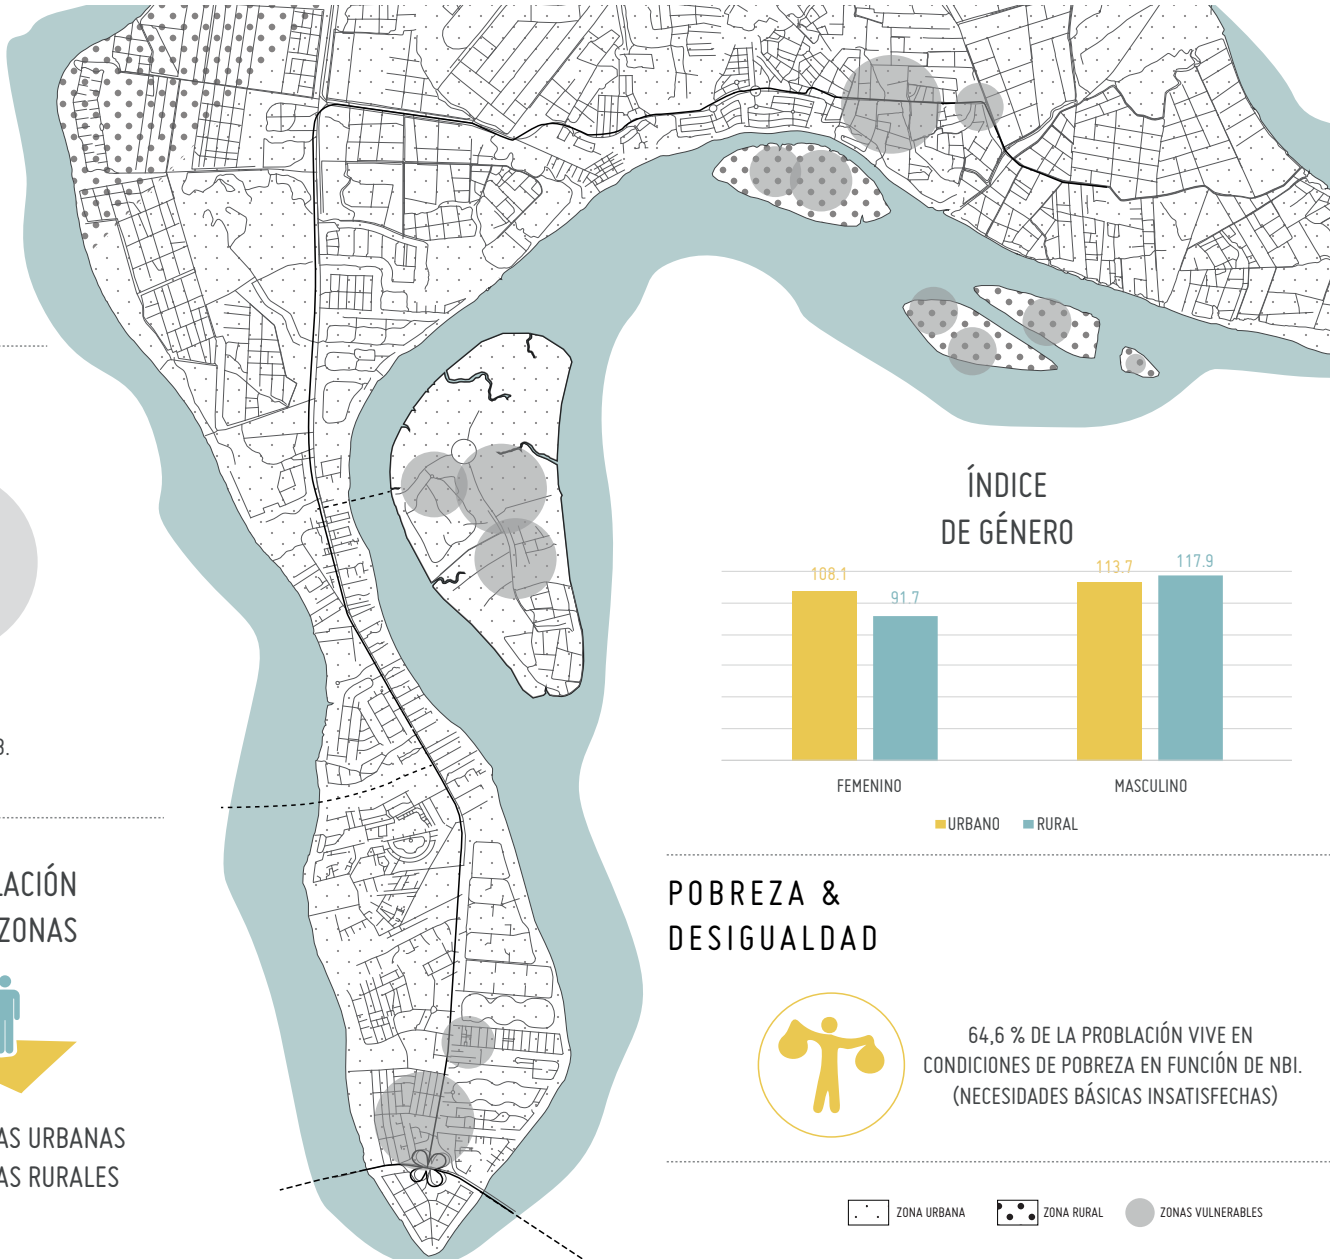 ÍNDICE
DE GÉNERO
108.1
91.7
113.7
117.9
FEMENINO
MASCULINO
URBANO
RURAL
3.
LACIÓN
ZONAS
AS URBANAS
AS RURALES
POBREZA &
DESIGUALDAD
64,6 % DE LA PROBLACIÓN VIVE EN
CONDICIONES DE POBREZA EN FUNCIÓN DE NBI.
(NECESIDADES BÁSICAS INSATISFECHAS)
ZONA URBANA
ZONA RURAL
ZONAS VULNERABLES